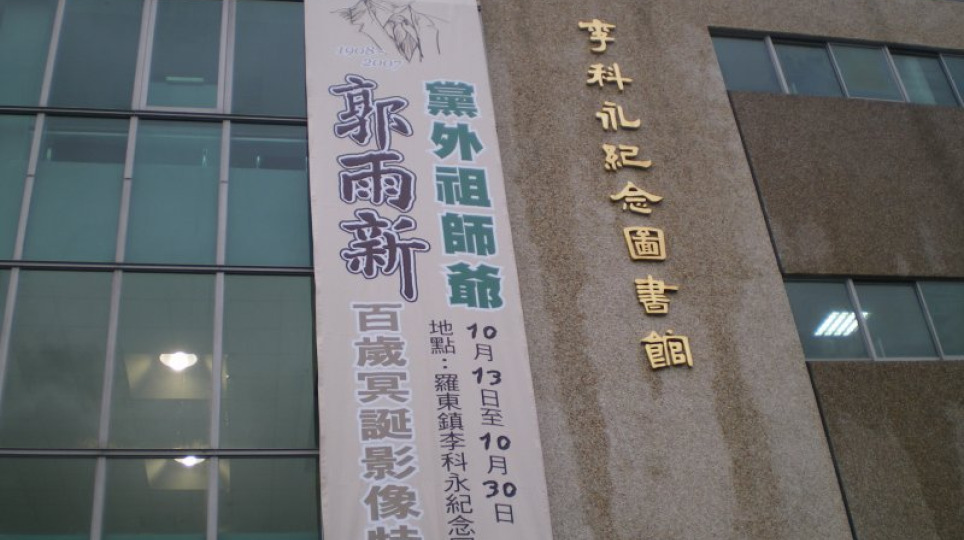 李科永紀念圖書館
1908-
2007
黨外祖師爺
郭雨新
10月13日至10月30日
地點：羅東鎮李科永紀念
百歲冥誕影像特